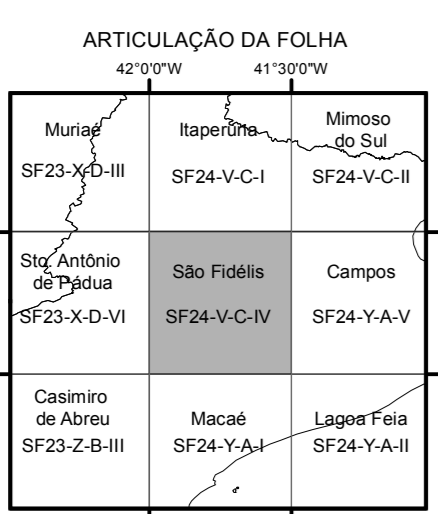 ARTICULAÇÃO DA FOLHA
42°0'0"W 41°30'0"W
Muriaé
SF23-X-D-III
Itaperuna
SF24-V-C-I
Mimoso
do Sul
SF24-V-C-II
Sto. Antônio
de Pádua
SF23-X-D-VI
São Fidélis
SF24-V-C-IV
Campos
SF24-Y-A-V
Casimiro
de Abreu
SF23-Z-B-III
Macaé
SF24-Y-A-I
Lagoa Feia
SF24-Y-A-II